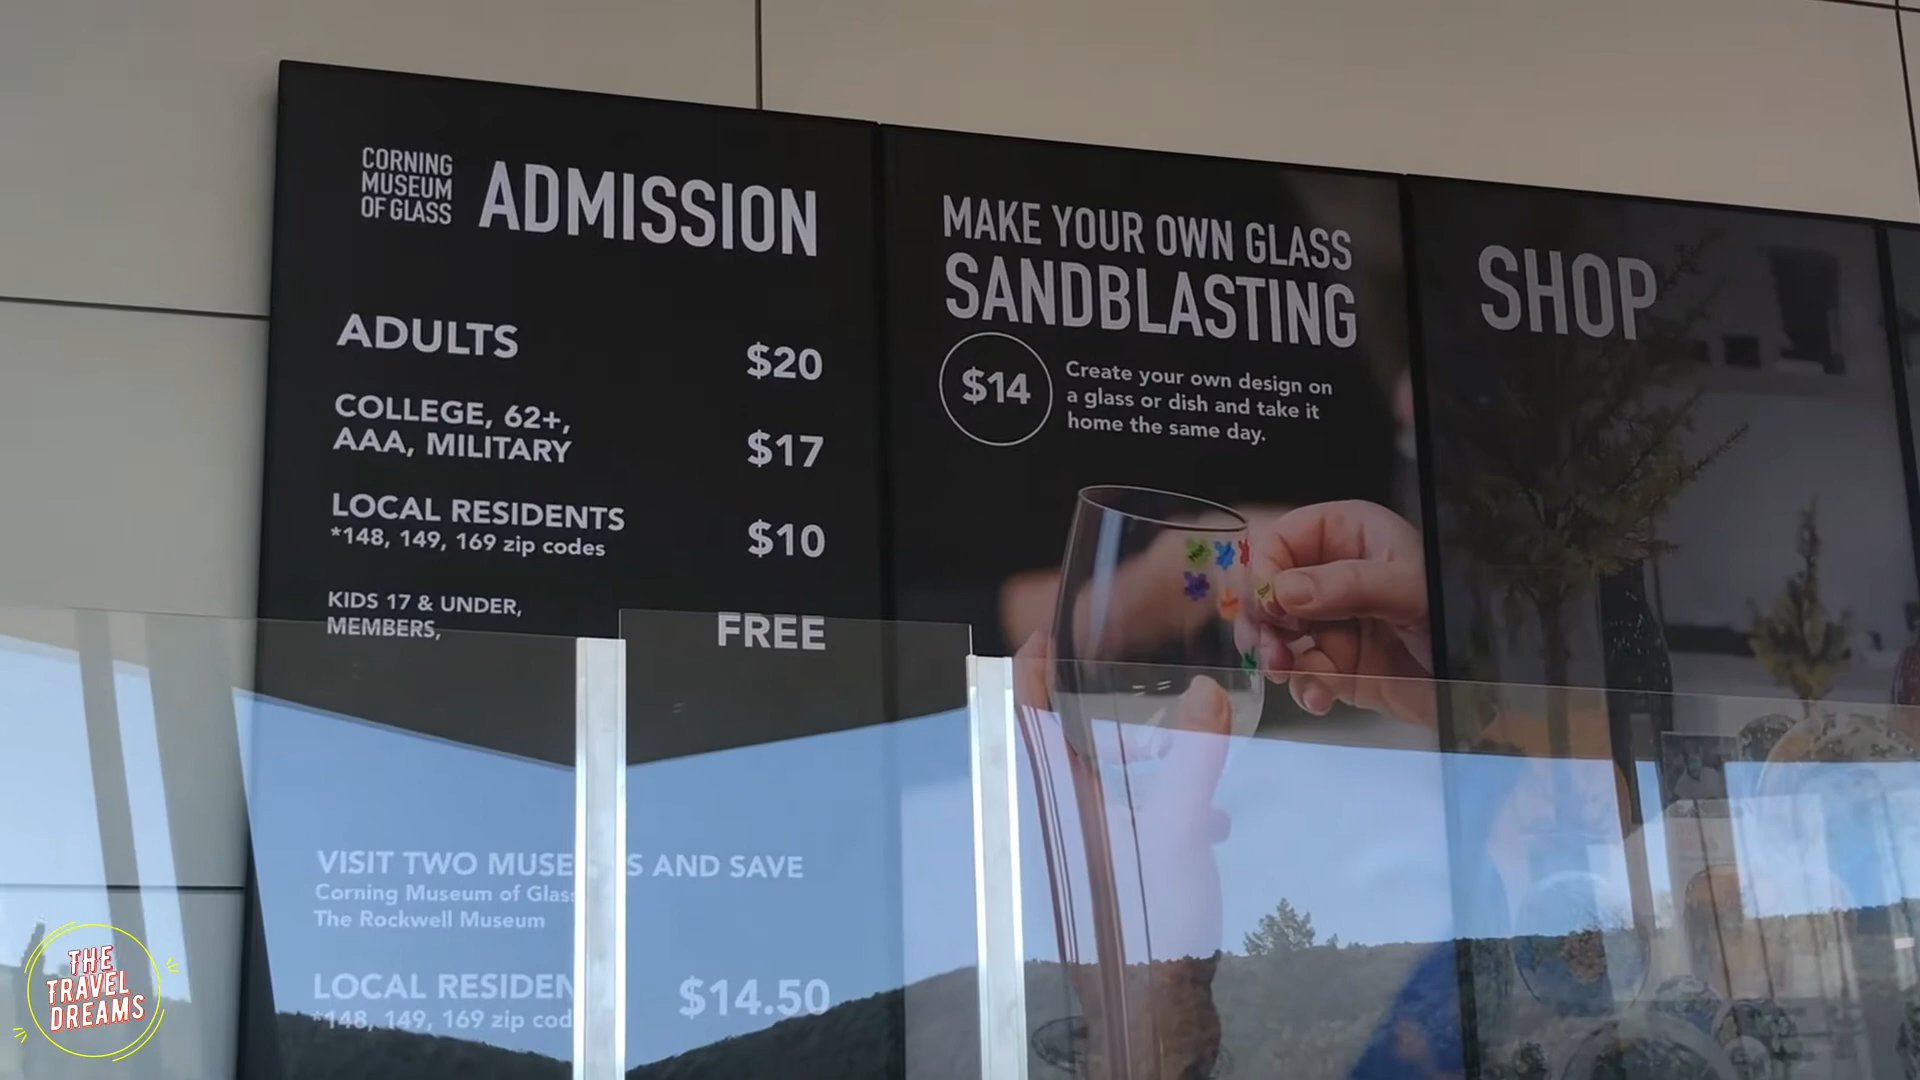 CORNING
MUSEUM
OF GLASS
ADMISSION
ADULTS $20
COLLEGE, 62+,
AAA, MILITARY $17
LOCAL RESIDENTS
*148, 149, 169 zip codes $10
KIDS 17 & UNDER,
MEMBERS, FREE
VISIT TWO MUSE S AND SAVE
Corning Museum of Glass
The Rockwell Museum
LOCAL RESIDEN $14.50
*148, 149, 169 zip cod
MAKE YOUR OWN GLASS
SANDBLASTING
$14
Create your own design on
a glass or dish and take it
home the same day.
SHOP
THE
TRAVEL
DREAMS